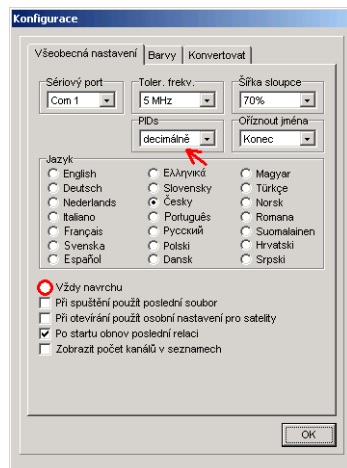 Konfigurace
Všeobecná nastavení Barvy Konvertovat
Sériový port Toler. frekv. Šířka sloupce
Com 1 5 MHz 70%
PIDs Oříznout jména
decimálně Konec
Jazyk
English Ελληνικά Magyar
Deutsch Slovensky Türkçe
Nederlands Česky Norsk
Italiano Português Romana
Français Русский Suomalainen
Svenska Polski Hrvatski
Español Dansk Srpski
Vždy navrchu
Při spuštění použít poslední soubor
Při otevírání použít osobní nastavení pro satelity
Po startu obnov poslední relaci
Zobrazit počet kanálů v seznamech
OK